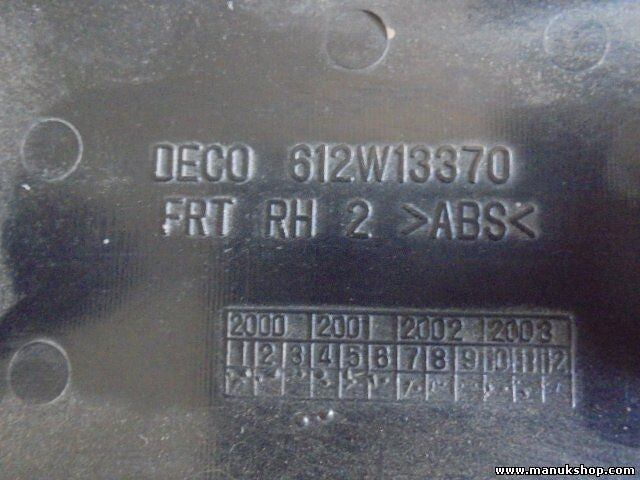 DECO 612W13370
FRT RH 2 >ABS<
2000 2001 2002 2003
1 2 3 4 5 6 7 8 9 10 11 12
www.manukshop.com